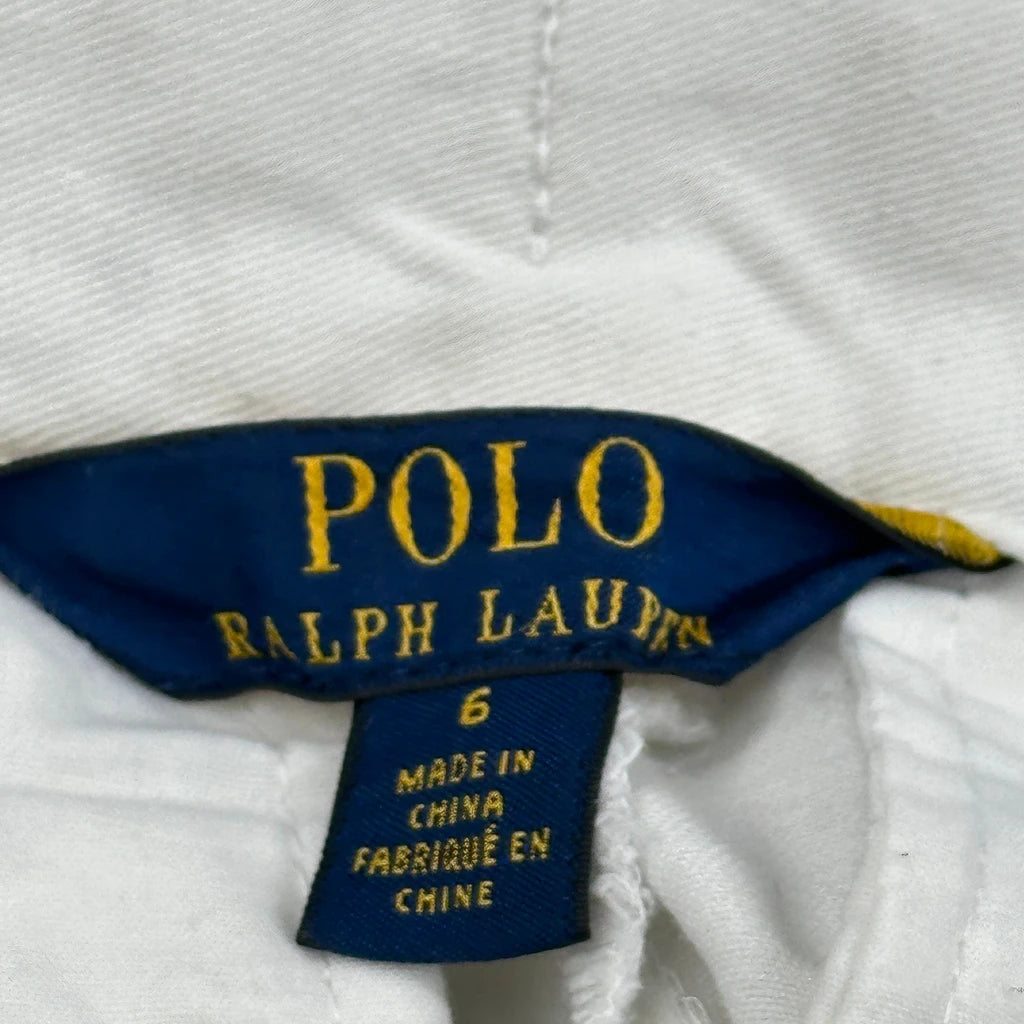 POLO
RALPH LAUREN
6
MADE IN
CHINA
FABRIQUÉ EN
CHINE